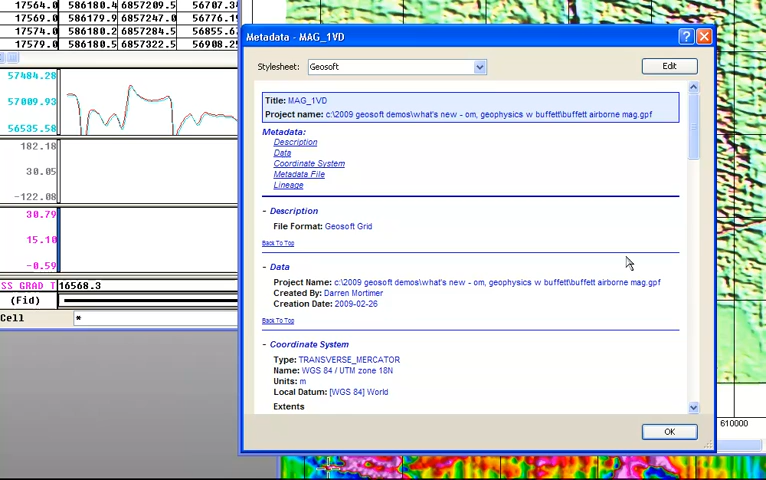 17564.0 586180.4 6857209.5 56707.34
17569.0 586180.9 6857247.0 56776.19
17574.0 586180.2 6857284.5 56855.67
17579.0 586179.5 6857322.5 56908.25
57484.28
57009.93
56535.58
182.18
30.05
-122.08
30.79
15.10
-0.59
SS GRAD T 16568.3
(Fid)
Cell *
Metadata - MAG_1VD
Stylesheet: Geosoft Edit
Title: MAG_1VD
Project name: c:\2009 geosoft demos\what's new - om, geophysics w buffett\buffett airborne mag.gpf
Metadata:
Description
Data
Coordinate System
Metadata File
Lineage
- Description
File Format: Geosoft Grid
Back To Top
- Data
Project Name: c:\2009 geosoft demos\what's new - om, geophysics w buffett\buffett airborne mag.gpf
Created By: Darren Mortimer
Creation Date: 2009-02-26
Back To Top
- Coordinate System
Type: TRANSVERSE_MERCATOR
Name: WGS 84 / UTM zone 18N
Units: m
Local Datum: [WGS 84] World
Extents
OK
610000